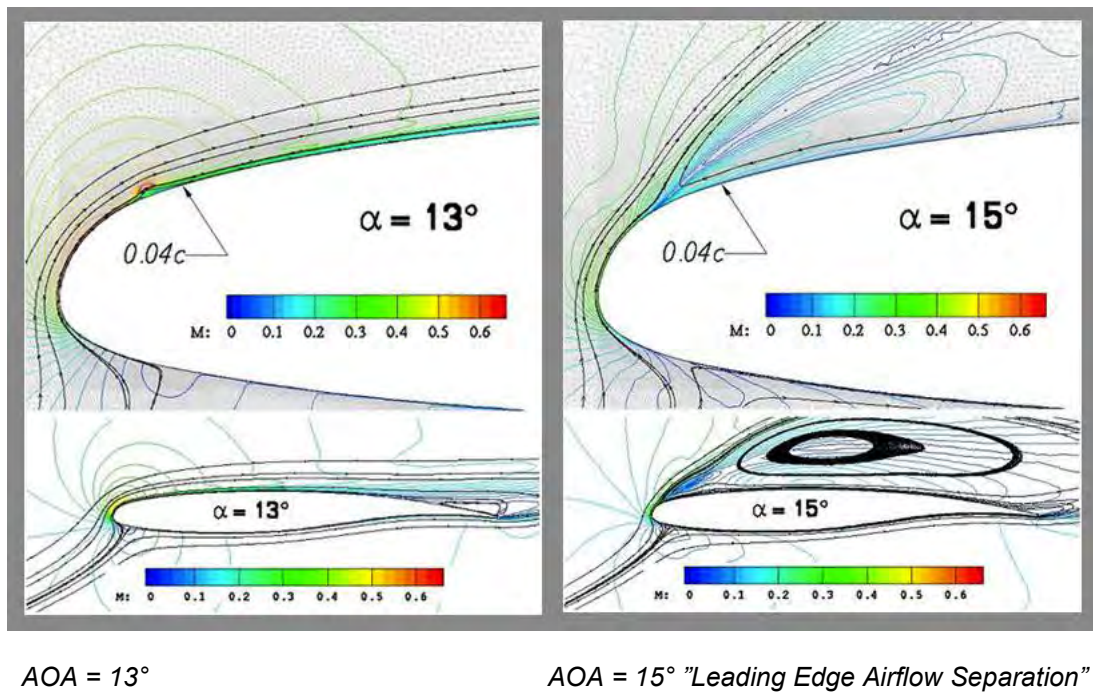 α = 13°
0.04c
M: 0 0.1 0.2 0.3 0.4 0.5 0.6
α = 15°
0.04c
M: 0 0.1 0.2 0.3 0.4 0.5 0.6
α = 13°
M: 0 0.1 0.2 0.3 0.4 0.5 0.6
α = 15°
M: 0 0.1 0.2 0.3 0.4 0.5 0.6
AOA = 13°
AOA = 15° ”Leading Edge Airflow Separation”